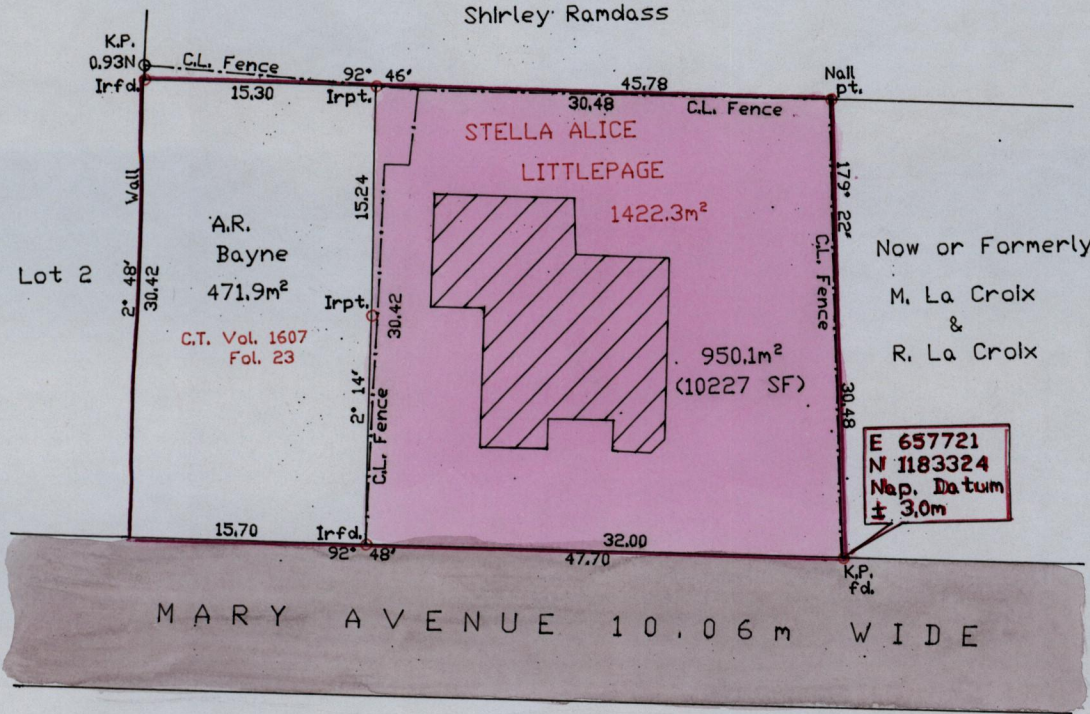 Shirley Ramdass
K.P.
0.93N
C.L. Fence
92° 46'
45.78
Nail
pt.
Irfd.
15.30
Irpt.
30.48
C.L. Fence
STELLA ALICE
LITTLEPAGE
1422.3m²
Wall
15.24
179° 22'
A.R.
Bayne
471.9m²
C.L. Fence
Now or Formerly
M. La Croix
&
R. La Croix
Lot 2
2° 48'
30.42
Irpt.
30.42
C.T. Vol. 1607
Fol. 23
950.1m²
(10227 SF)
2° 14'
C.L. Fence
30.48
E 657721
N 1183324
Nap. Datum
± 3.0m
15.70
Irfd.
92° 48'
32.00
47.70
K.P.
fd.
MARY AVENUE 10.06m WIDE